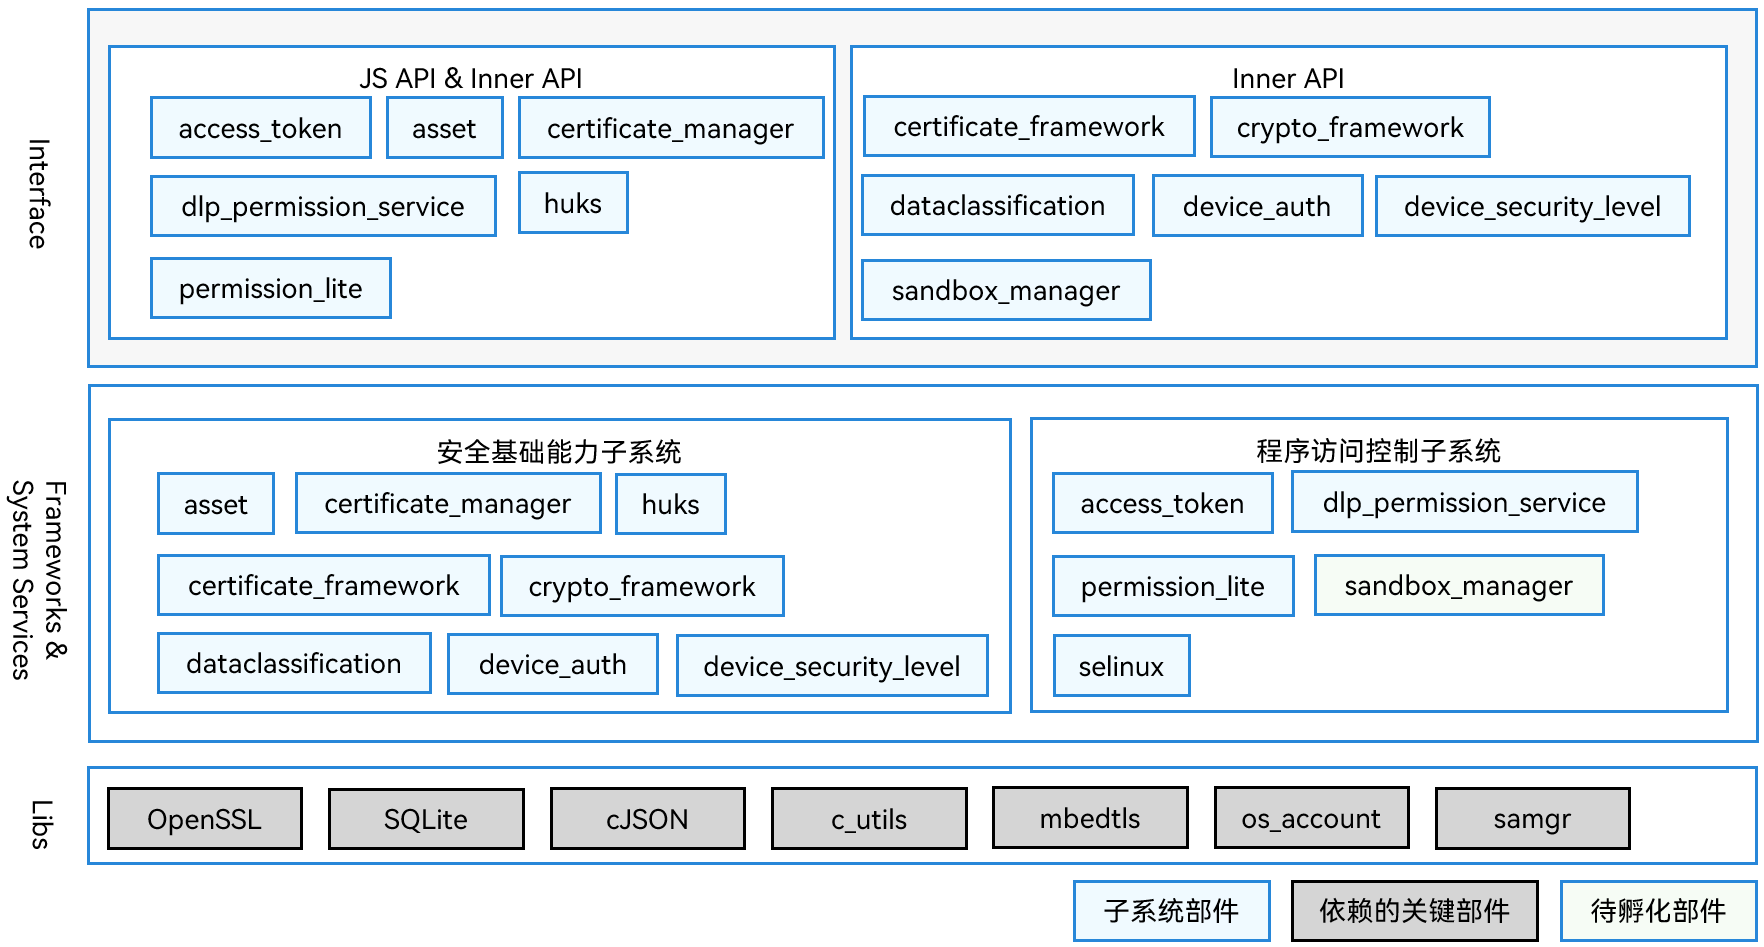 Interface
JS API & Inner API
access_token
asset
certificate_manager
dlp_permission_service
huks
permission_lite
Inner API
certificate_framework
crypto_framework
dataclassification
device_auth
device_security_level
sandbox_manager
Frameworks &
System Services
安全基础能力子系统
asset
certificate_manager
huks
certificate_framework
crypto_framework
dataclassification
device_auth
device_security_level
程序访问控制子系统
access_token
dlp_permission_service
permission_lite
sandbox_manager
selinux
Libs
OpenSSL
SQLite
cJSON
c_utils
mbedtls
os_account
samgr
子系统部件
依赖的关键部件
待孵化部件